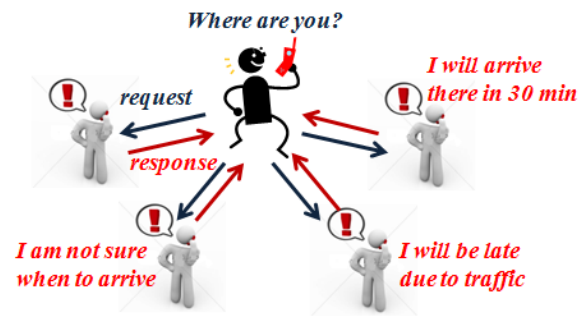 Where are you?
I will arrive
there in 30 min
request
response
I am not sure
when to arrive
I will be late
due to traffic